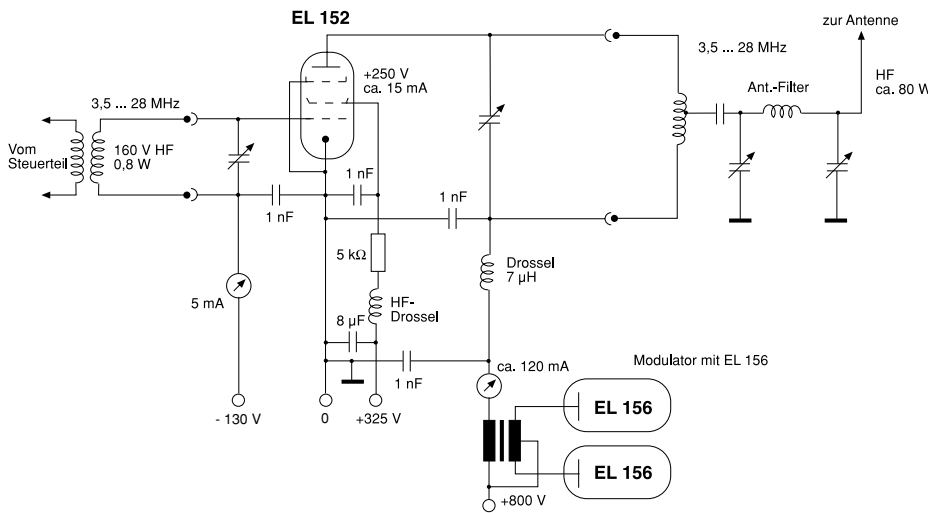 EL 152
zur Antenne
3,5 ... 28 MHz
+250 V
ca. 15 mA
Ant.-Filter
HF
ca. 80 W
3,5 ... 28 MHz
Vom
Steuerteil
160 V HF
0,8 W
1 nF
1 nF
1 nF
5 kΩ
Drossel
7 µH
5 mA
HF-
Drossel
8 µF
ca. 120 mA
Modulator mit EL 156
1 nF
EL 156
- 130 V
0
+325 V
EL 156
+800 V